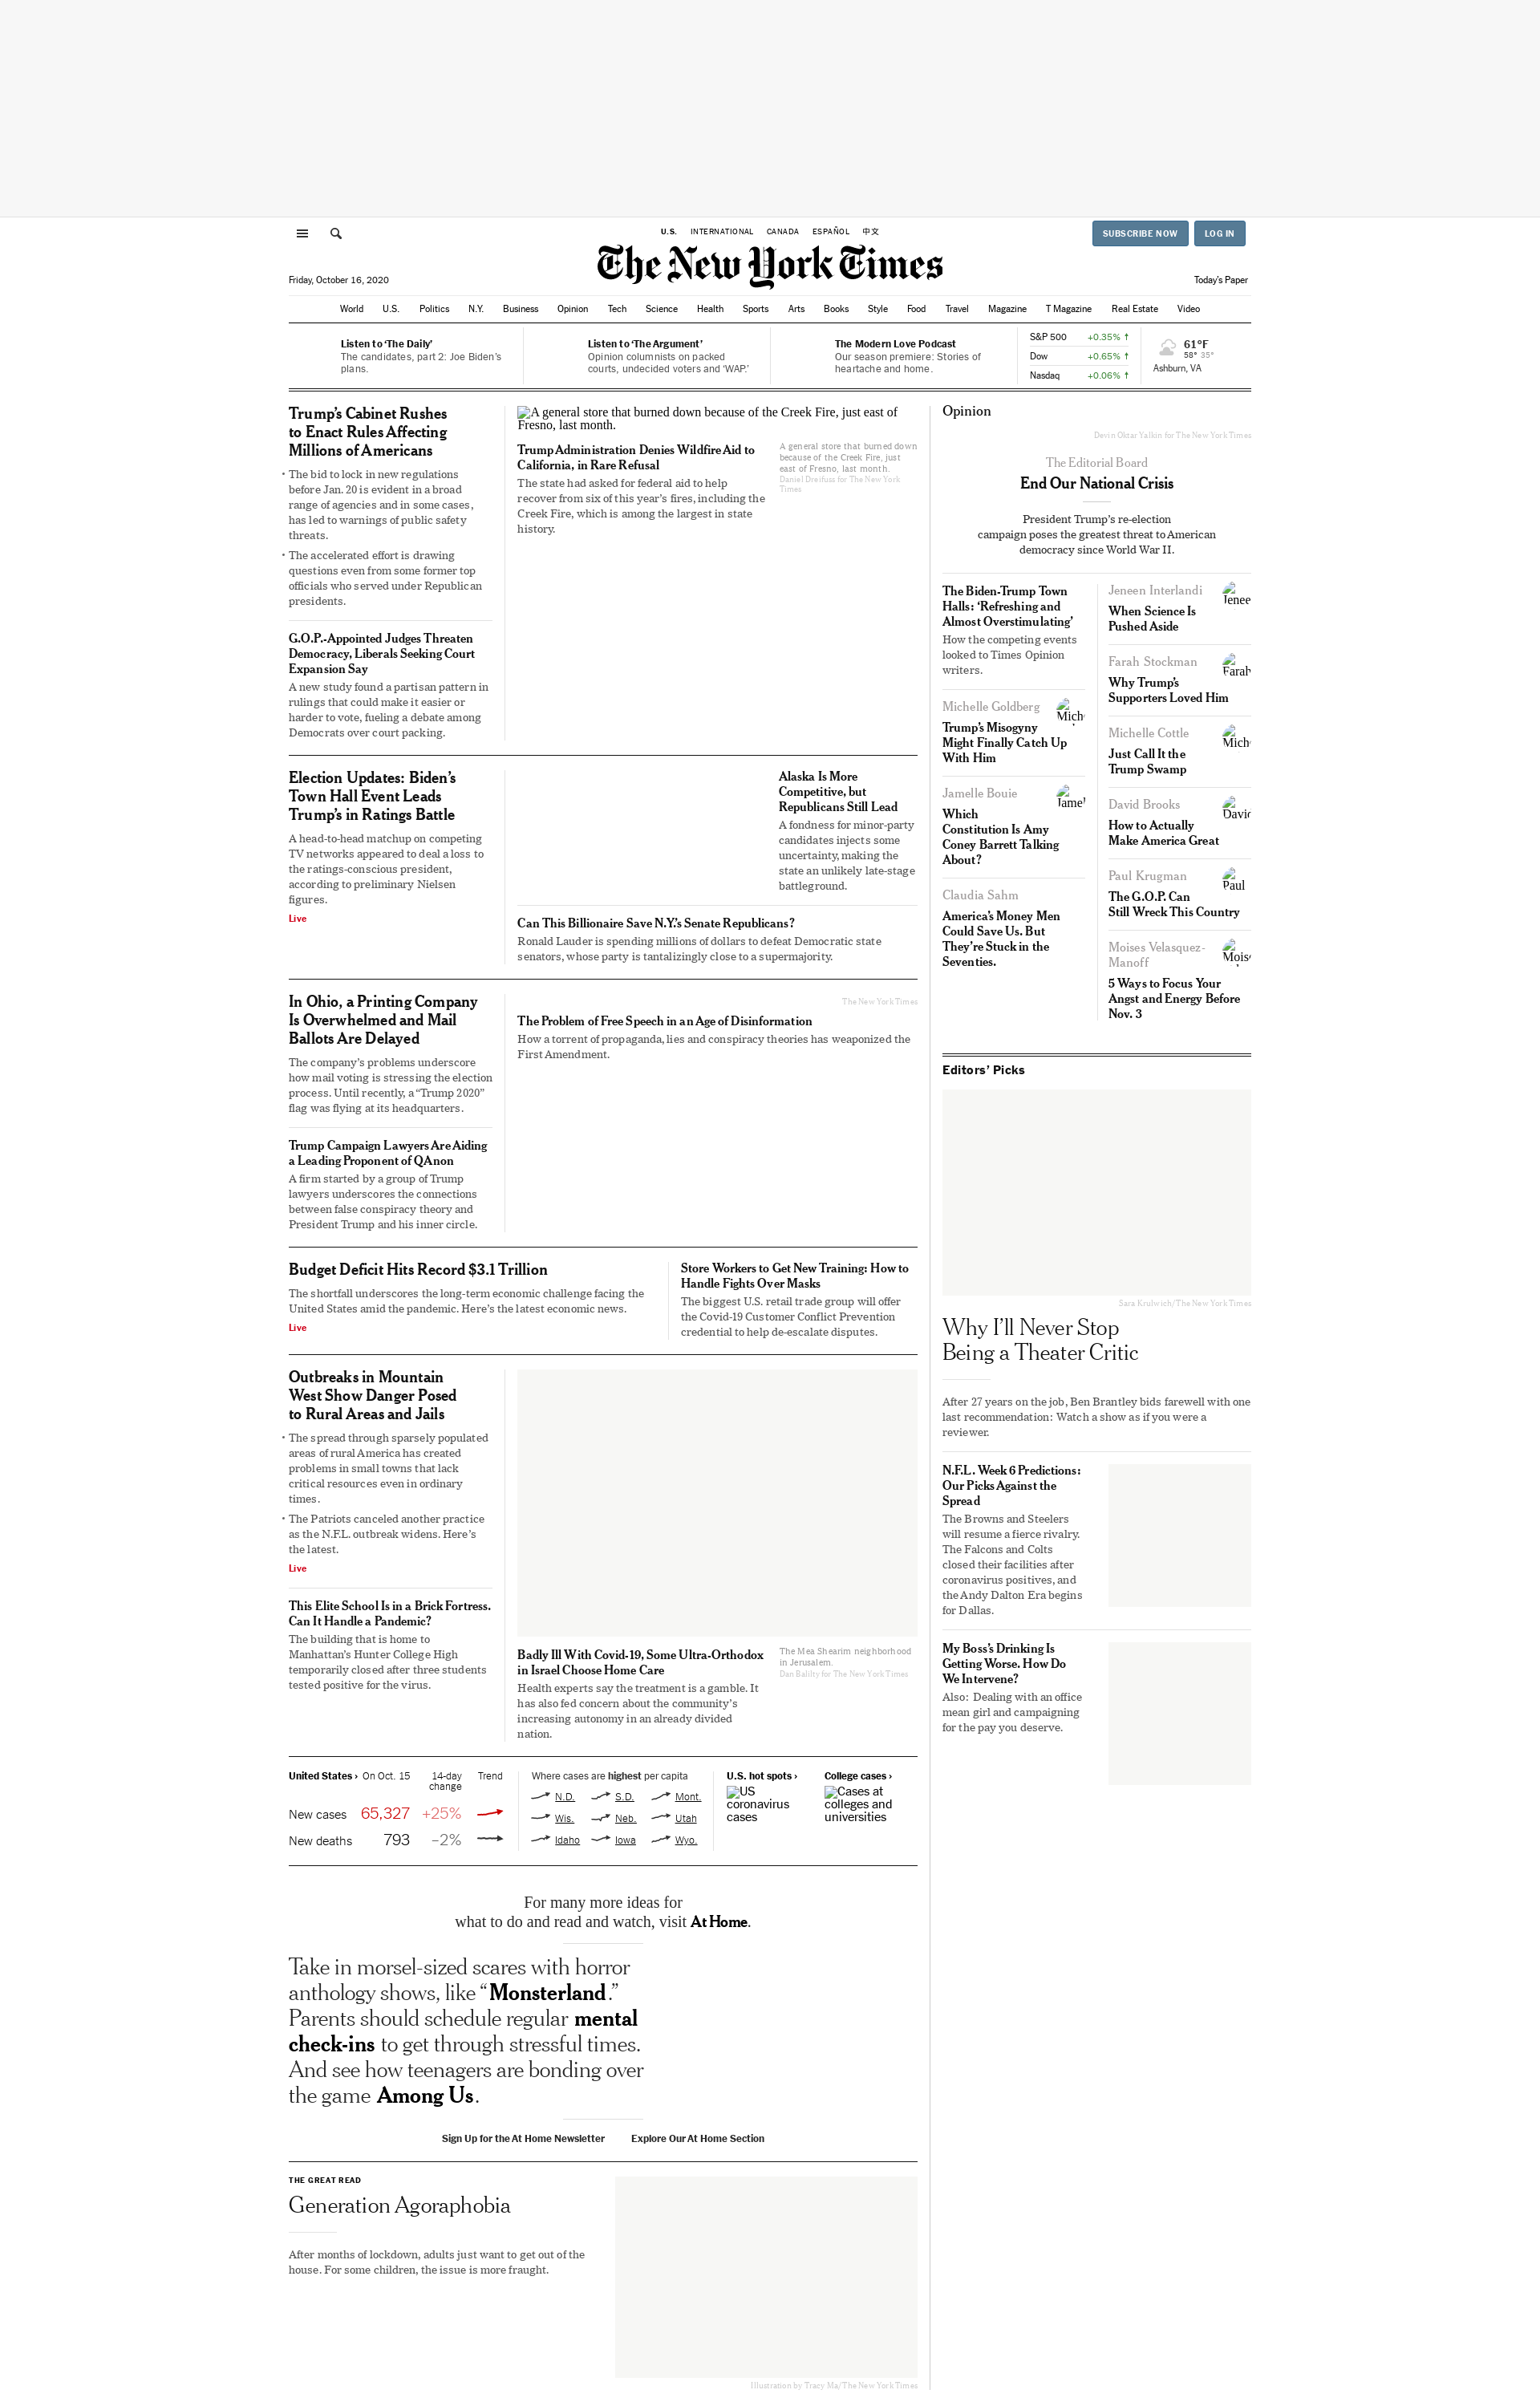 U.S. INTERNATIONAL CANADA ESPAÑOL 中文
SUBSCRIBE NOW LOG IN
The New York Times
Friday, October 16, 2020
Today's Paper
World U.S. Politics N.Y. Business Opinion Tech Science Health Sports Arts Books Style Food Travel Magazine T Magazine Real Estate Video
Listen to ‘The Daily’
The candidates, part 2: Joe Biden’s
plans.
Listen to ‘The Argument’
Opinion columnists on packed
courts, undecided voters and ‘WAP.’
The Modern Love Podcast
Our season premiere: Stories of
heartache and home.
S&P 500 +0.35%
Dow +0.65%
Nasdaq +0.06%
61°F
58° 35°
Ashburn, VA
Trump’s Cabinet Rushes
to Enact Rules Affecting
Millions of Americans
• The bid to lock in new regulations
before Jan. 20 is evident in a broad
range of agencies and in some cases,
has led to warnings of public safety
threats.
• The accelerated effort is drawing
questions even from some former top
officials who served under Republican
presidents.
G.O.P.-Appointed Judges Threaten
Democracy, Liberals Seeking Court
Expansion Say
A new study found a partisan pattern in
rulings that could make it easier or
harder to vote, fueling a debate among
Democrats over court packing.
A general store that burned down because of the Creek Fire, just east of
Fresno, last month.
Trump Administration Denies Wildfire Aid to
California, in Rare Refusal
The state had asked for federal aid to help
recover from six of this year’s fires, including the
Creek Fire, which is among the largest in state
history.
A general store that burned down
because of the Creek Fire, just
east of Fresno, last month.
Daniel Dreifuss for The New York
Times
Election Updates: Biden’s
Town Hall Event Leads
Trump’s in Ratings Battle
A head-to-head matchup on competing
TV networks appeared to deal a loss to
the ratings-conscious president,
according to preliminary Nielsen
figures.
Live
Alaska Is More
Competitive, but
Republicans Still Lead
A fondness for minor-party
candidates injects some
uncertainty, making the
state an unlikely late-stage
battleground.
Can This Billionaire Save N.Y.’s Senate Republicans?
Ronald Lauder is spending millions of dollars to defeat Democratic state
senators, whose party is tantalizingly close to a supermajority.
In Ohio, a Printing Company
Is Overwhelmed and Mail
Ballots Are Delayed
The company’s problems underscore
how mail voting is stressing the election
process. Until recently, a “Trump 2020”
flag was flying at its headquarters.
Trump Campaign Lawyers Are Aiding
a Leading Proponent of QAnon
A firm started by a group of Trump
lawyers underscores the connections
between false conspiracy theory and
President Trump and his inner circle.
The New York Times
The Problem of Free Speech in an Age of Disinformation
How a torrent of propaganda, lies and conspiracy theories has weaponized the
First Amendment.
Budget Deficit Hits Record $3.1 Trillion
The shortfall underscores the long-term economic challenge facing the
United States amid the pandemic. Here’s the latest economic news.
Live
Store Workers to Get New Training: How to
Handle Fights Over Masks
The biggest U.S. retail trade group will offer
the Covid-19 Customer Conflict Prevention
credential to help de-escalate disputes.
Outbreaks in Mountain
West Show Danger Posed
to Rural Areas and Jails
• The spread through sparsely populated
areas of rural America has created
problems in small towns that lack
critical resources even in ordinary
times.
• The Patriots canceled another practice
as the N.F.L. outbreak widens. Here’s
the latest.
Live
This Elite School Is in a Brick Fortress.
Can It Handle a Pandemic?
The building that is home to
Manhattan’s Hunter College High
temporarily closed after three students
tested positive for the virus.
Badly Ill With Covid-19, Some Ultra-Orthodox
in Israel Choose Home Care
Health experts say the treatment is a gamble. It
has also fed concern about the community’s
increasing autonomy in an already divided
nation.
The Mea Shearim neighborhood
in Jerusalem.
Dan Balilty for The New York Times
United States › On Oct. 15 14-day
change Trend
New cases 65,327 +25%
New deaths 793 –2%
Where cases are highest per capita
N.D. S.D. Mont.
Wis. Neb. Utah
Idaho Iowa Wyo.
U.S. hot spots ›
US
coronavirus
cases
College cases ›
Cases at
colleges and
universities
For many more ideas for
what to do and read and watch, visit At Home.
Take in morsel-sized scares with horror
anthology shows, like “Monsterland.”
Parents should schedule regular mental
check-ins to get through stressful times.
And see how teenagers are bonding over
the game Among Us.
Sign Up for the At Home Newsletter Explore Our At Home Section
THE GREAT READ
Generation Agoraphobia
After months of lockdown, adults just want to get out of the
house. For some children, the issue is more fraught.
Illustration by Tracy Ma/The New York Times
Opinion
Devin Oktar Yalkin for The New York Times
The Editorial Board
End Our National Crisis
President Trump’s re-election
campaign poses the greatest threat to American
democracy since World War II.
The Biden-Trump Town
Halls: ‘Refreshing and
Almost Overstimulating’
How the competing events
looked to Times Opinion
writers.
Michelle Goldberg
Trump’s Misogyny
Might Finally Catch Up
With Him
Jamelle Bouie
Which
Constitution Is Amy
Coney Barrett Talking
About?
Claudia Sahm
America’s Money Men
Could Save Us. But
They’re Stuck in the
Seventies.
Jeneen Interlandi
When Science Is
Pushed Aside
Farah Stockman
Why Trump’s
Supporters Loved Him
Michelle Cottle
Just Call It the
Trump Swamp
David Brooks
How to Actually
Make America Great
Paul Krugman
Paul
The G.O.P. Can
Still Wreck This Country
Moises Velasquez-
Manoff
5 Ways to Focus Your
Angst and Energy Before
Nov. 3
Editors’ Picks
Sara Krulwich/The New York Times
Why I’ll Never Stop
Being a Theater Critic
After 27 years on the job, Ben Brantley bids farewell with one
last recommendation: Watch a show as if you were a
reviewer.
N.F.L. Week 6 Predictions:
Our Picks Against the
Spread
The Browns and Steelers
will resume a fierce rivalry.
The Falcons and Colts
closed their facilities after
coronavirus positives, and
the Andy Dalton Era begins
for Dallas.
My Boss’s Drinking Is
Getting Worse. How Do
We Intervene?
Also: Dealing with an office
mean girl and campaigning
for the pay you deserve.